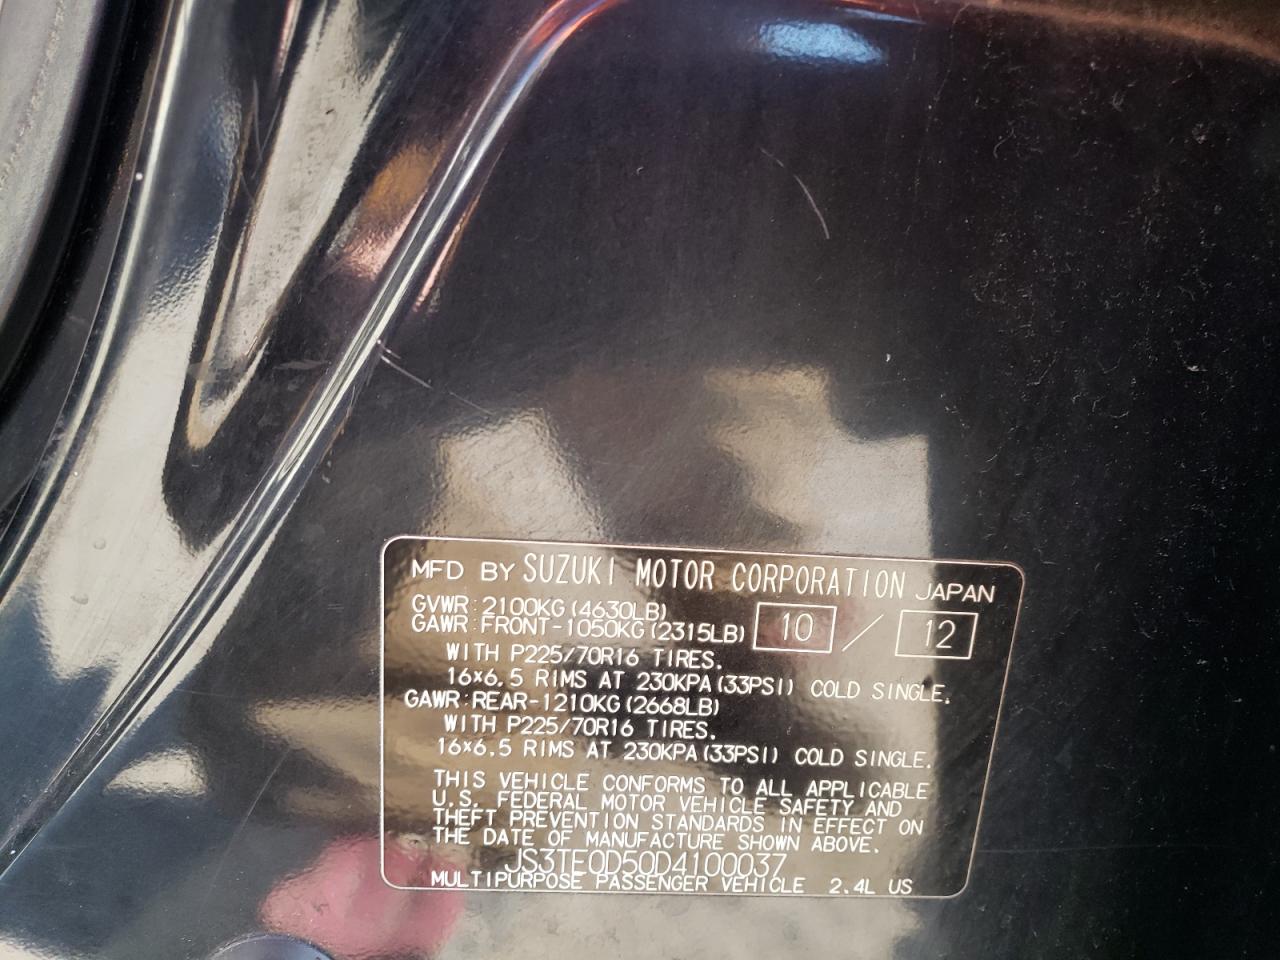 MFD BY SUZUKI MOTOR CORPORATION JAPAN
GVWR:2100KG(4630LB)
GAWR:FRONT-1050KG(2315LB) 10 / 12
WITH P225/70R16 TIRES.
16×6.5 RIMS AT 230KPA(33PSI) COLD SINGLE.
GAWR:REAR-1210KG(2668LB)
WITH P225/70R16 TIRES.
16×6.5 RIMS AT 230KPA(33PSI) COLD SINGLE.
THIS VEHICLE CONFORMS TO ALL APPLICABLE
U.S. FEDERAL MOTOR VEHICLE SAFETY AND
THEFT PREVENTION STANDARDS IN EFFECT ON
THE DATE OF MANUFACTURE SHOWN ABOVE.
JS3TE0D50D4100037
MULTIPURPOSE PASSENGER VEHICLE 2.4L US